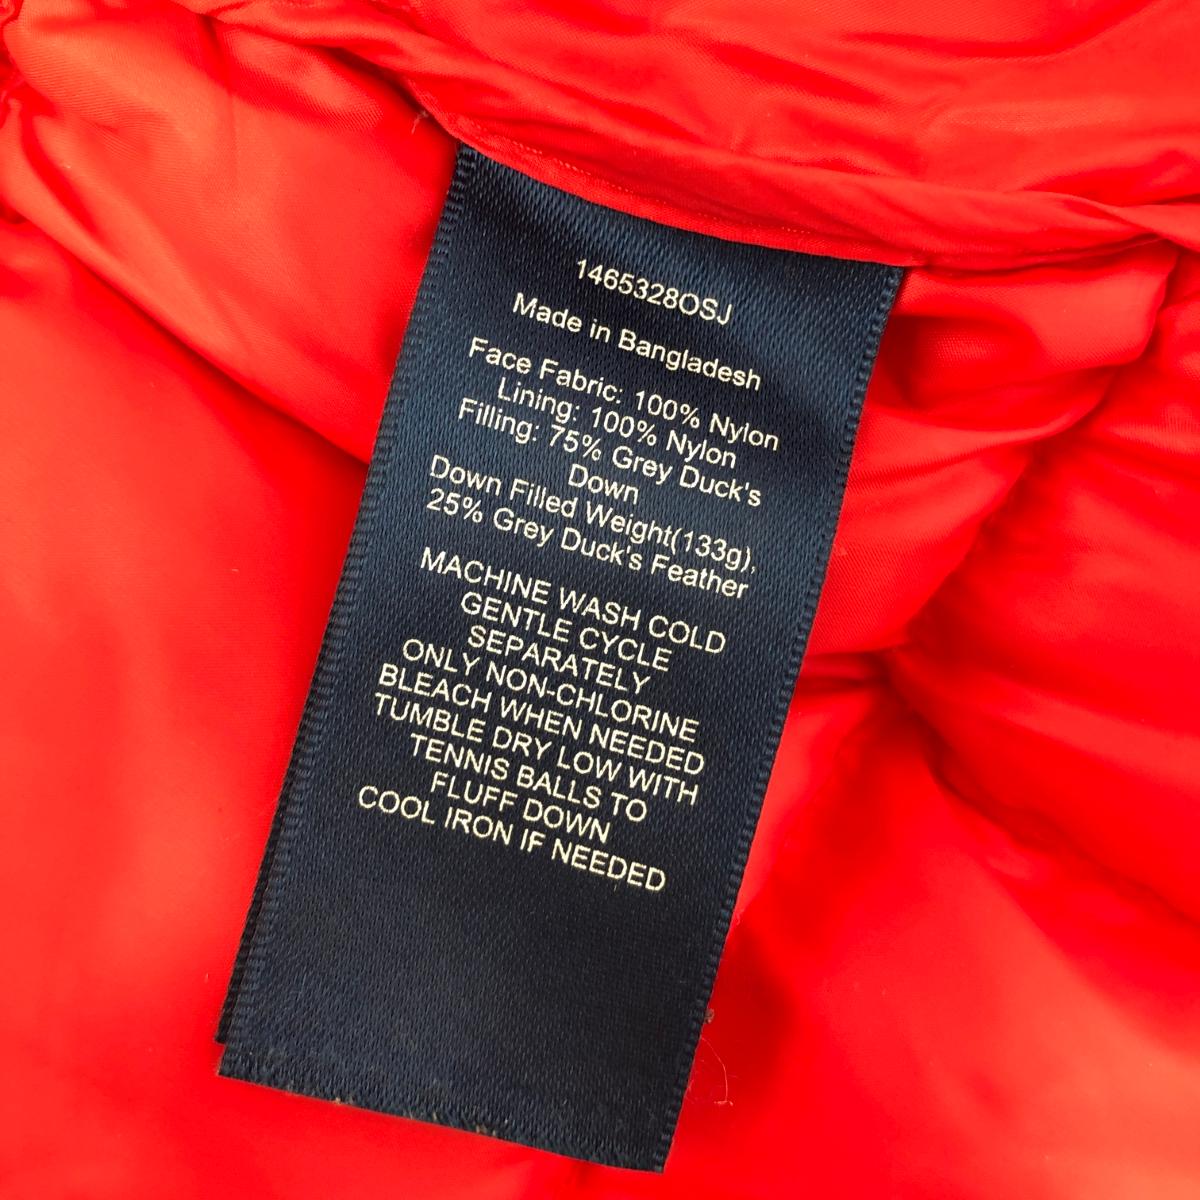 1465328OSJ
Made in Bangladesh
Face Fabric: 100% Nylon
Lining: 100% Nylon
Filling: 75% Grey Duck's
Down
Down Filled Weight(133g),
25% Grey Duck's Feather
MACHINE WASH COLD
GENTLE CYCLE
SEPARATELY
ONLY NON-CHLORINE
BLEACH WHEN NEEDED
TUMBLE DRY LOW WITH
TENNIS BALLS TO
FLUFF DOWN
COOL IRON IF NEEDED